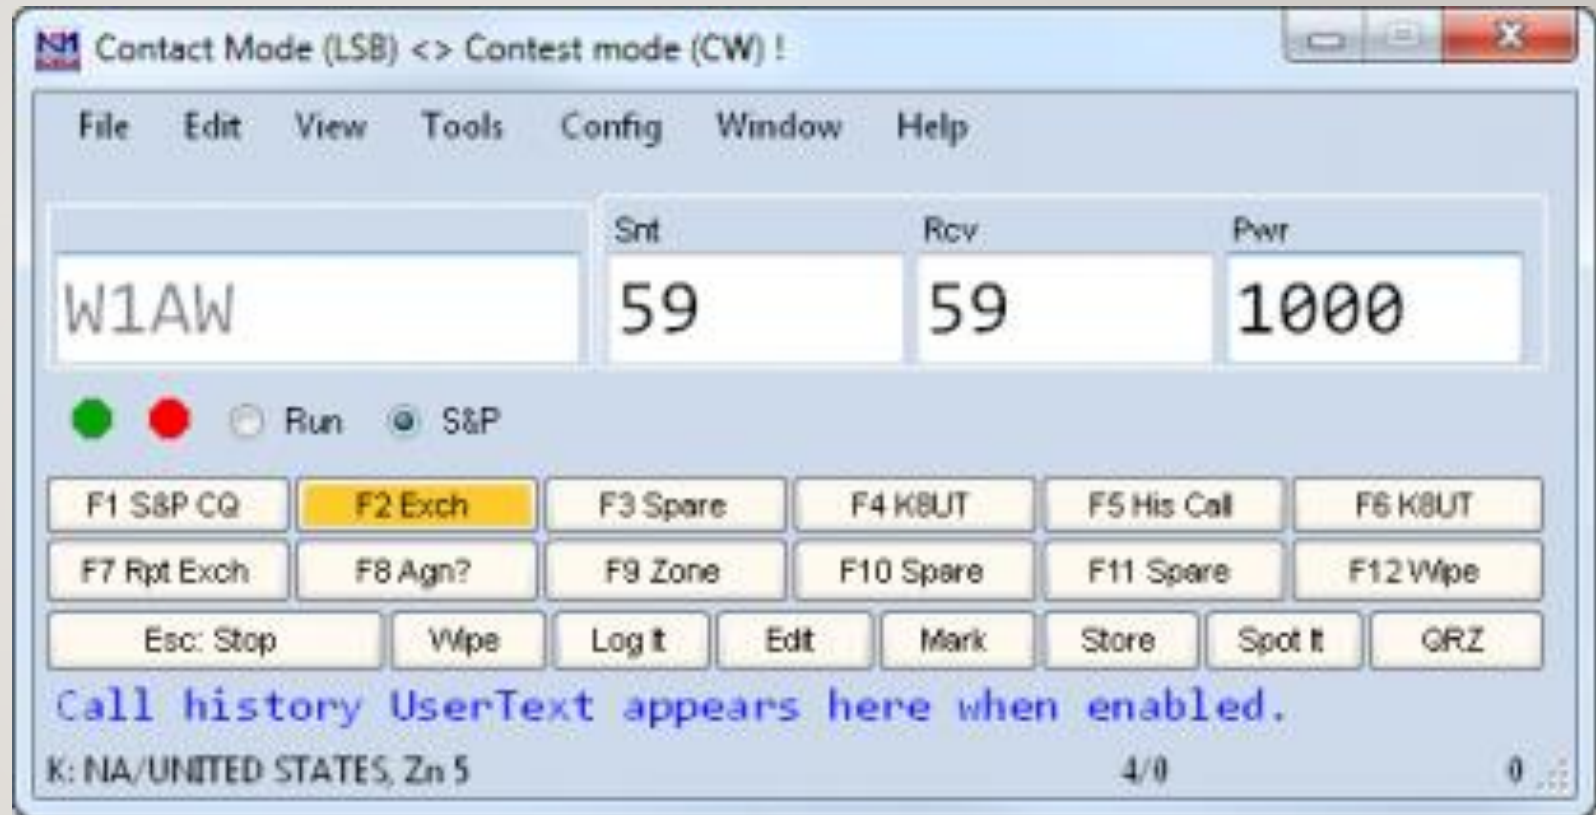 Contact Mode (LSB) <> Contest mode (CW) !
File Edit View Tools Config Window Help
Snt Rcv Pwr
W1AW 59 59 1000
Run S&P
F1 S&P CQ F2 Exch F3 Spare F4 K8UT F5 His Call F6 K8UT
F7 Rpt Exch F8 Agn? F9 Zone F10 Spare F11 Spare F12 Wipe
Esc: Stop Wipe Log It Edit Mark Store Spot It QRZ
Call history UserText appears here when enabled.
K: NA/UNITED STATES, Zn 5 4/0 0